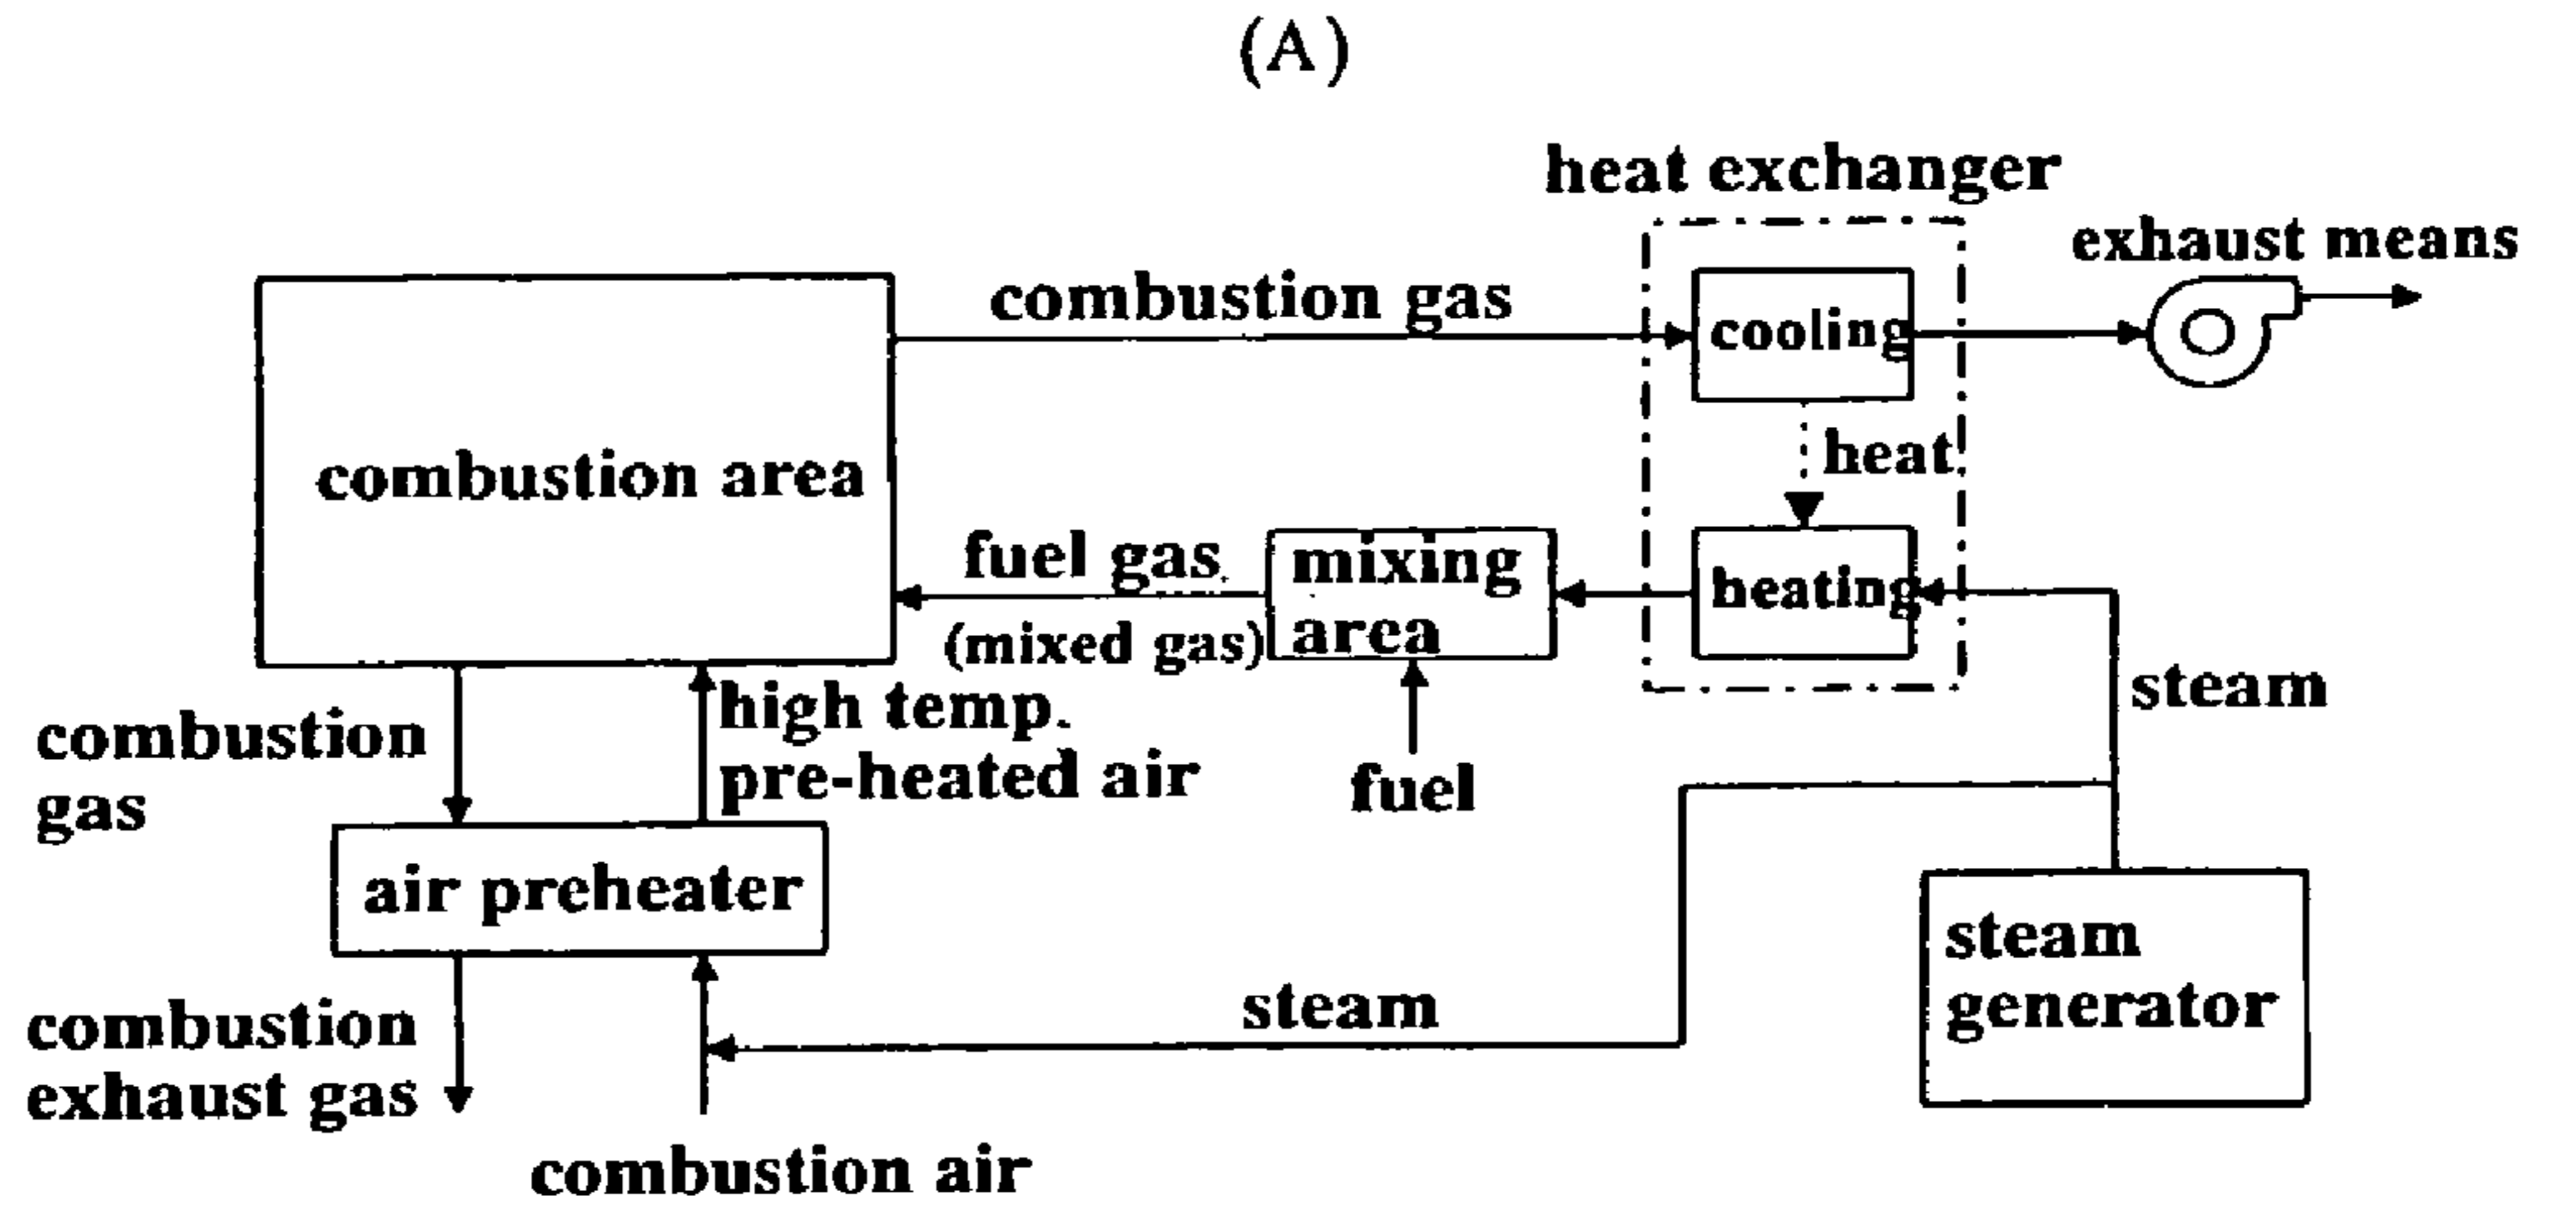 (A)
heat exchanger
exhaust means
combustion gas
cooling
heat
combustion area
fuel gas
(mixed gas)
mixing
area
heating
fuel
steam
combustion
gas
high temp.
pre-heated air
air preheater
steam
generator
steam
combustion
exhaust gas
combustion air